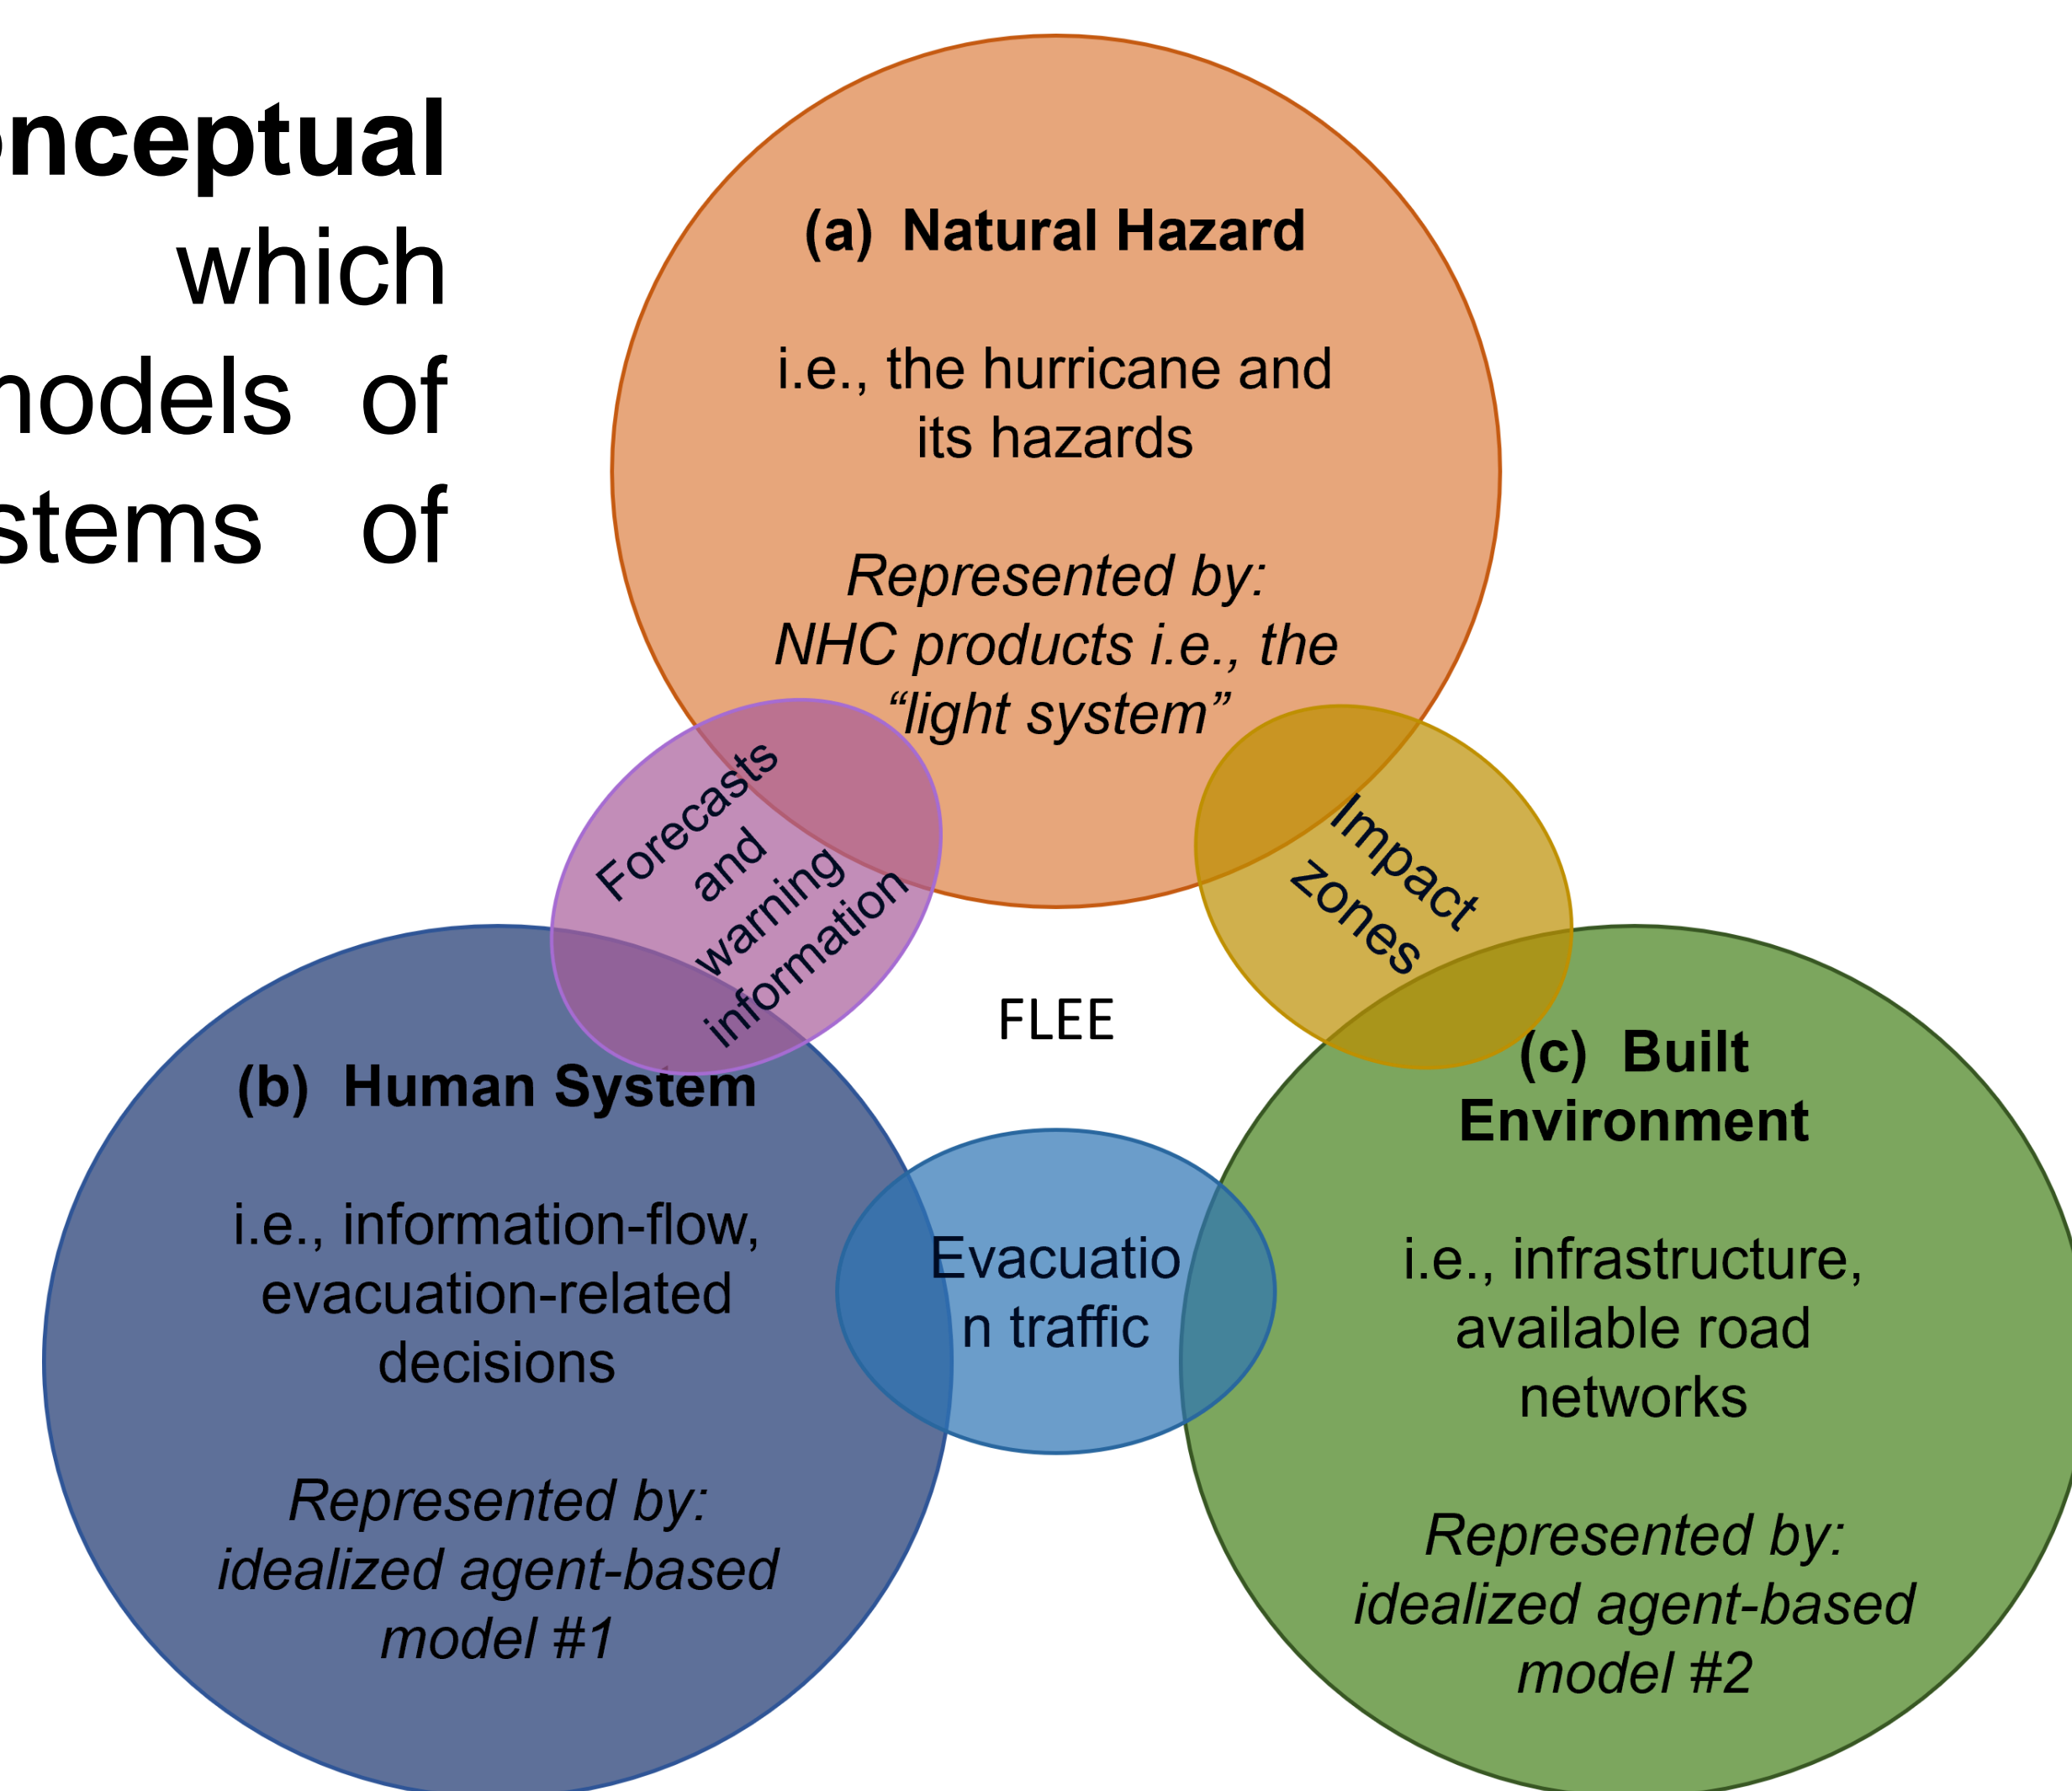 onceptual
which
models of
stems of
(a) Natural Hazard
i.e., the hurricane and
its hazards
Represented by:
NHC products i.e., the
“light system”
Forecasts
and
warning
information
Impact
zones
FLEE
(b) Human System
i.e., information-flow,
evacuation-related
decisions
Represented by:
idealized agent-based
model #1
Evacuatio
n traffic
(c) Built
Environment
i.e., infrastructure,
available road
networks
Represented by:
idealized agent-based
model #2